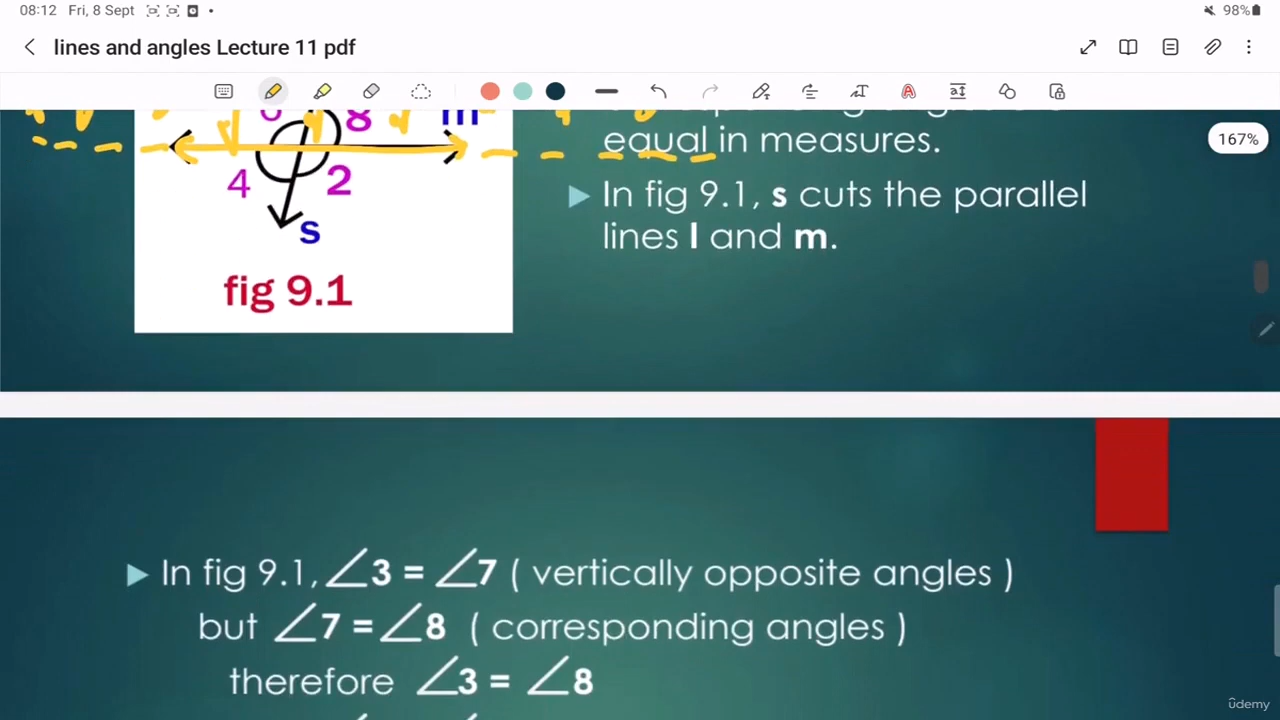 08:12 Fri, 8 Sept
98%
lines and angles Lecture 11 pdf
167%
8
m
equal in measures.
4
2
In fig 9.1, s cuts the parallel
lines l and m.
s
fig 9.1
In fig 9.1, ∠3 = ∠7 ( vertically opposite angles )
but ∠7 = ∠8 ( corresponding angles )
therefore ∠3 = ∠8
ûdemy